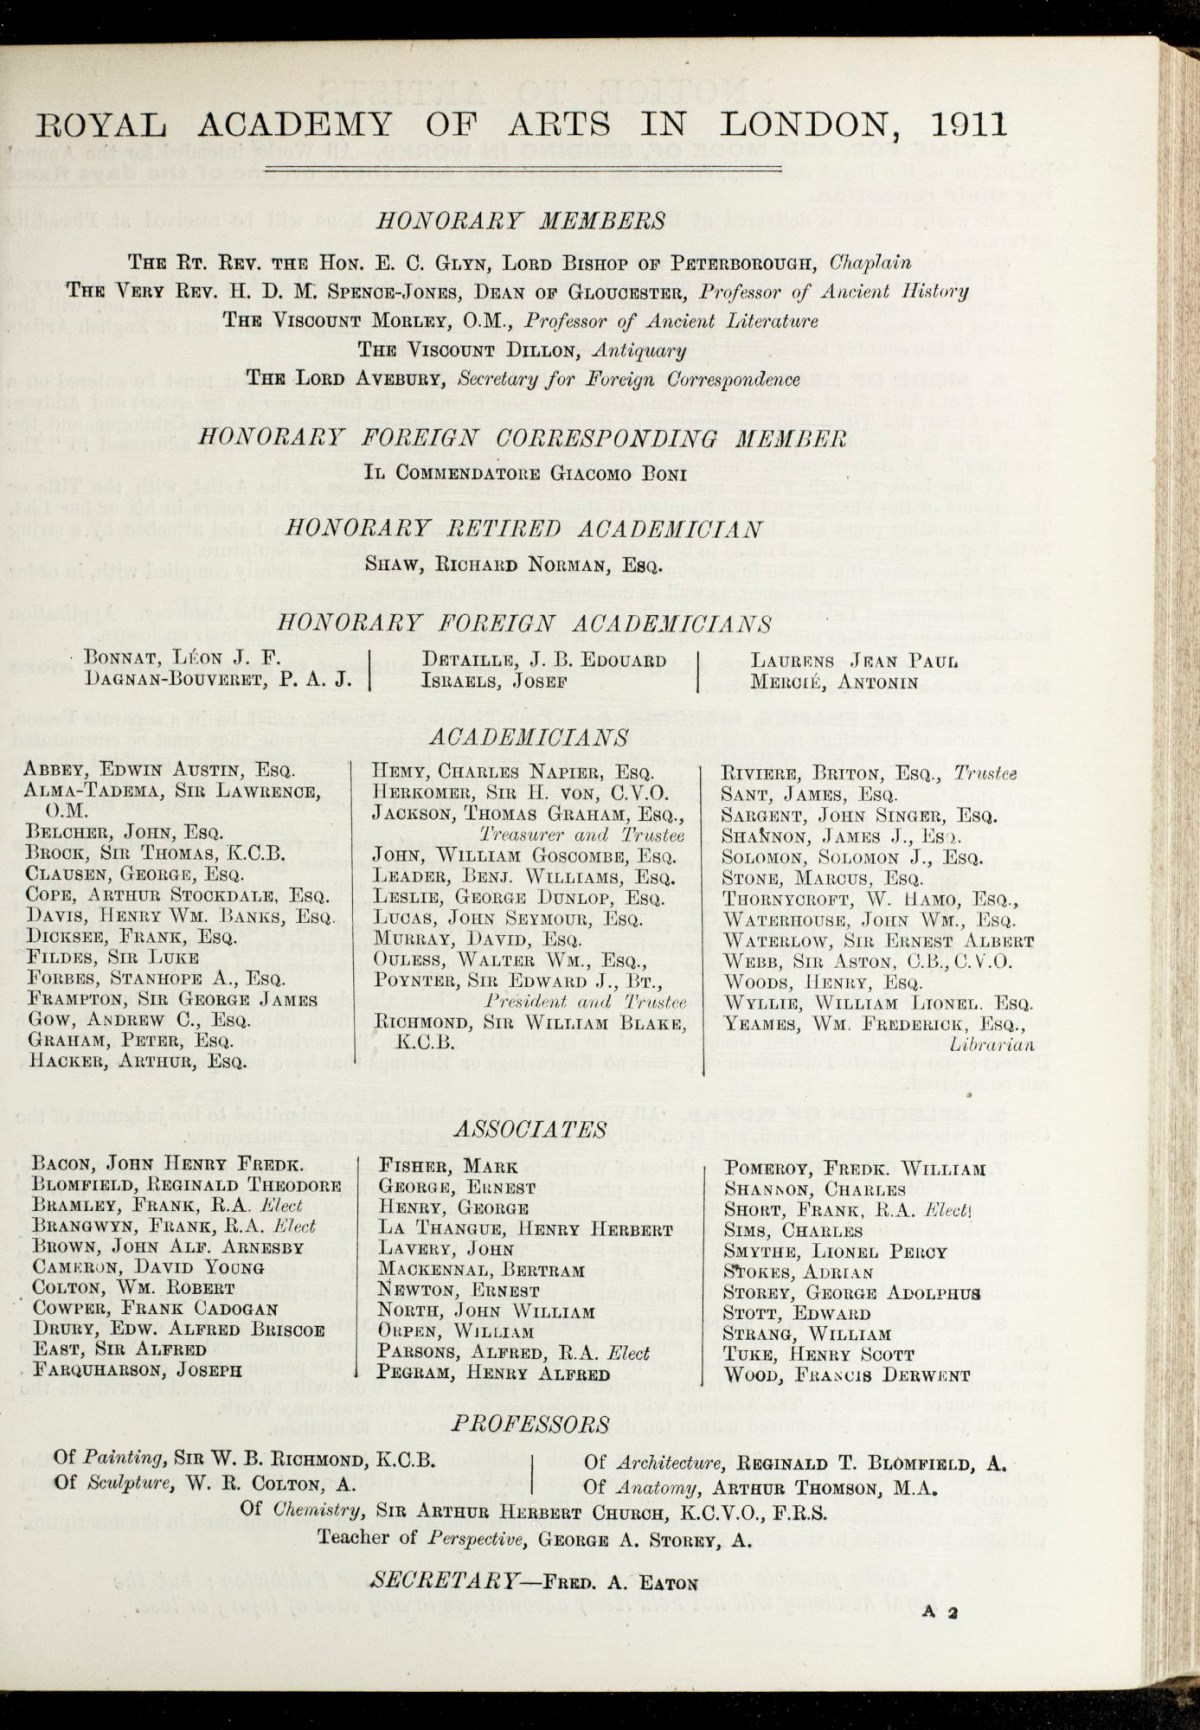 ROYAL ACADEMY OF ARTS IN LONDON, 1911
HONORARY MEMBERS
THE RT. REV. THE HON. E. C. GLYN, LORD BISHOP OF PETERBOROUGH, Chaplain
THE VERY REV. H. D. M. SPENCE-JONES, DEAN OF GLOUCESTER, Professor of Ancient History
THE VISCOUNT MORLEY, O.M., Professor of Ancient Literature
THE VISCOUNT DILLON, Antiquary
THE LORD AVEBURY, Secretary for Foreign Correspondence
HONORARY FOREIGN CORRESPONDING MEMBER
IL COMMENDATORE GIACOMO BONI
HONORARY RETIRED ACADEMICIAN
SHAW, RICHARD NORMAN, ESQ.
HONORARY FOREIGN ACADEMICIANS
BONNAT, LÉON J. F.
DAGNAN-BOUVERET, P. A. J.
DETAILLE, J. B. EDOUARD
ISRAELS, JOSEF
LAURENS JEAN PAUL
MERCIÉ, ANTONIN
ACADEMICIANS
ABBEY, EDWIN AUSTIN, ESQ.
ALMA-TADEMA, SIR LAWRENCE,
O.M.
BELCHER, JOHN, ESQ.
BROCK, SIR THOMAS, K.C.B.
CLAUSEN, GEORGE, ESQ.
COPE, ARTHUR STOCKDALE, ESQ.
DAVIS, HENRY WM. BANKS, ESQ.
DICKSEE, FRANK, ESQ.
FILDES, SIR LUKE
FORBES, STANHOPE A., ESQ.
FRAMPTON, SIR GEORGE JAMES
GOW, ANDREW C., ESQ.
GRAHAM, PETER, ESQ.
HACKER, ARTHUR, ESQ.
HEMY, CHARLES NAPIER, ESQ.
HERKOMER, SIR H. VON, C.V.O.
JACKSON, THOMAS GRAHAM, ESQ.,
Treasurer and Trustee
JOHN, WILLIAM GOSCOMBE, ESQ.
LEADER, BENJ. WILLIAMS, ESQ.
LESLIE, GEORGE DUNLOP, ESQ.
LUCAS, JOHN SEYMOUR, ESQ.
MURRAY, DAVID, ESQ.
OULESS, WALTER WM., ESQ.,
POYNTER, SIR EDWARD J., BT.,
President and Trustee
RICHMOND, SIR WILLIAM BLAKE,
K.C.B.
RIVIERE, BRITON, ESQ., Trustee
SANT, JAMES, ESQ.
SARGENT, JOHN SINGER, ESQ.
SHANNON, JAMES J., ESQ.
SOLOMON, SOLOMON J., ESQ.
STONE, MARCUS, ESQ.
THORNYCROFT, W. HAMO, ESQ.,
WATERHOUSE, JOHN WM., ESQ.
WATERLOW, SIR ERNEST ALBERT
WEBB, SIR ASTON, C.B., C.V.O.
WOODS, HENRY, ESQ.
WYLLIE, WILLIAM LIONEL. ESQ.
YEAMES, WM. FREDERICK, ESQ.,
Librarian
ASSOCIATES
BACON, JOHN HENRY FREDK.
BLOMFIELD, REGINALD THEODORE
BRAMLEY, FRANK, R.A. Elect
BRANGWYN, FRANK, R.A. Elect
BROWN, JOHN ALF. ARNESBY
CAMERON, DAVID YOUNG
COLTON, WM. ROBERT
COWPER, FRANK CADOGAN
DRURY, EDW. ALFRED BRISCOE
EAST, SIR ALFRED
FARQUHARSON, JOSEPH
FISHER, MARK
GEORGE, ERNEST
HENRY, GEORGE
LA THANGUE, HENRY HERBERT
LAVERY, JOHN
MACKENNAL, BERTRAM
NEWTON, ERNEST
NORTH, JOHN WILLIAM
ORPEN, WILLIAM
PARSONS, ALFRED, R.A. Elect
PEGRAM, HENRY ALFRED
POMEROY, FREDK. WILLIAM
SHANNON, CHARLES
SHORT, FRANK, R.A. Elect
SIMS, CHARLES
SMYTHE, LIONEL PERCY
STOKES, ADRIAN
STOREY, GEORGE ADOLPHUS
STOTT, EDWARD
STRANG, WILLIAM
TUKE, HENRY SCOTT
WOOD, FRANCIS DERWENT
PROFESSORS
Of Painting, SIR W. B. RICHMOND, K.C.B.
Of Sculpture, W. R. COLTON, A.
Of Architecture, REGINALD T. BLOMFIELD, A.
Of Anatomy, ARTHUR THOMSON, M.A.
Of Chemistry, SIR ARTHUR HERBERT CHURCH, K.C.V.O., F.R.S.
Teacher of Perspective, GEORGE A. STOREY, A.
SECRETARY—FRED. A. EATON
A 2